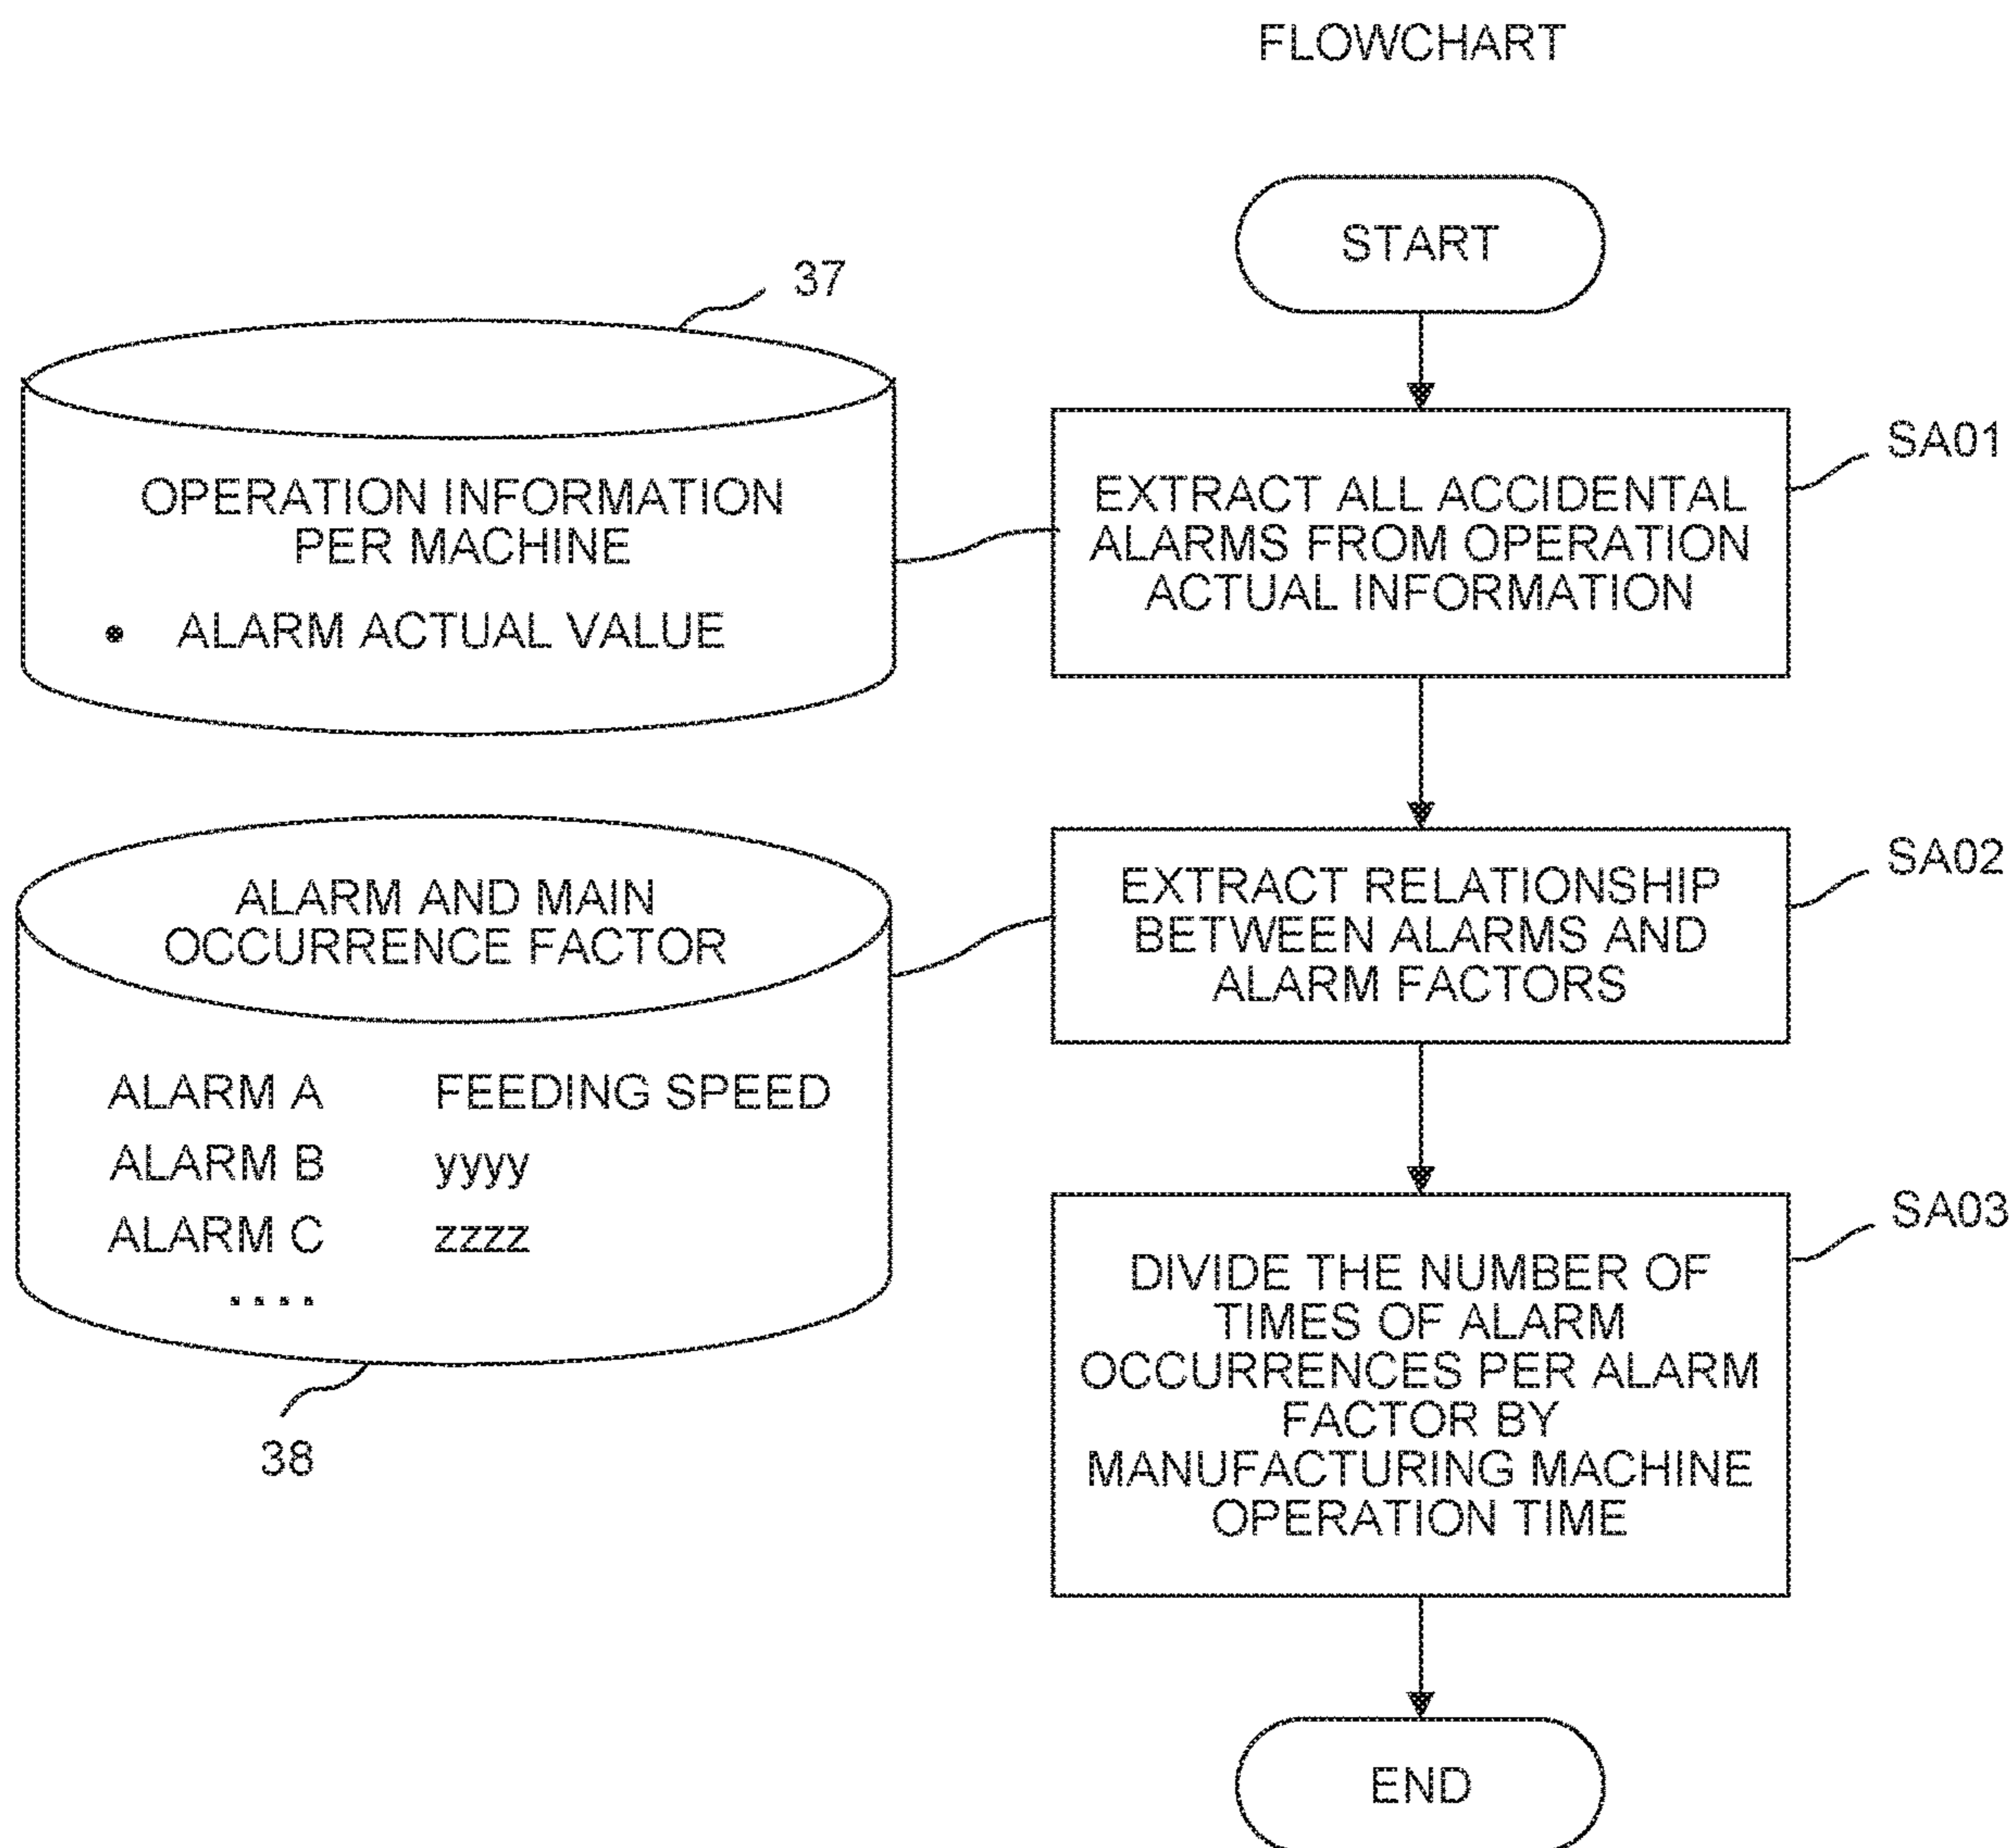 FLOWCHART
START
37
OPERATION INFORMATION
PER MACHINE
• ALARM ACTUAL VALUE
SA01
EXTRACT ALL ACCIDENTAL
ALARMS FROM OPERATION
ACTUAL INFORMATION
ALARM AND MAIN
OCCURRENCE FACTOR
ALARM A FEEDING SPEED
ALARM B yyyy
ALARM C zzzz
....
38
SA02
EXTRACT RELATIONSHIP
BETWEEN ALARMS AND
ALARM FACTORS
SA03
DIVIDE THE NUMBER OF
TIMES OF ALARM
OCCURRENCES PER ALARM
FACTOR BY
MANUFACTURING MACHINE
OPERATION TIME
END